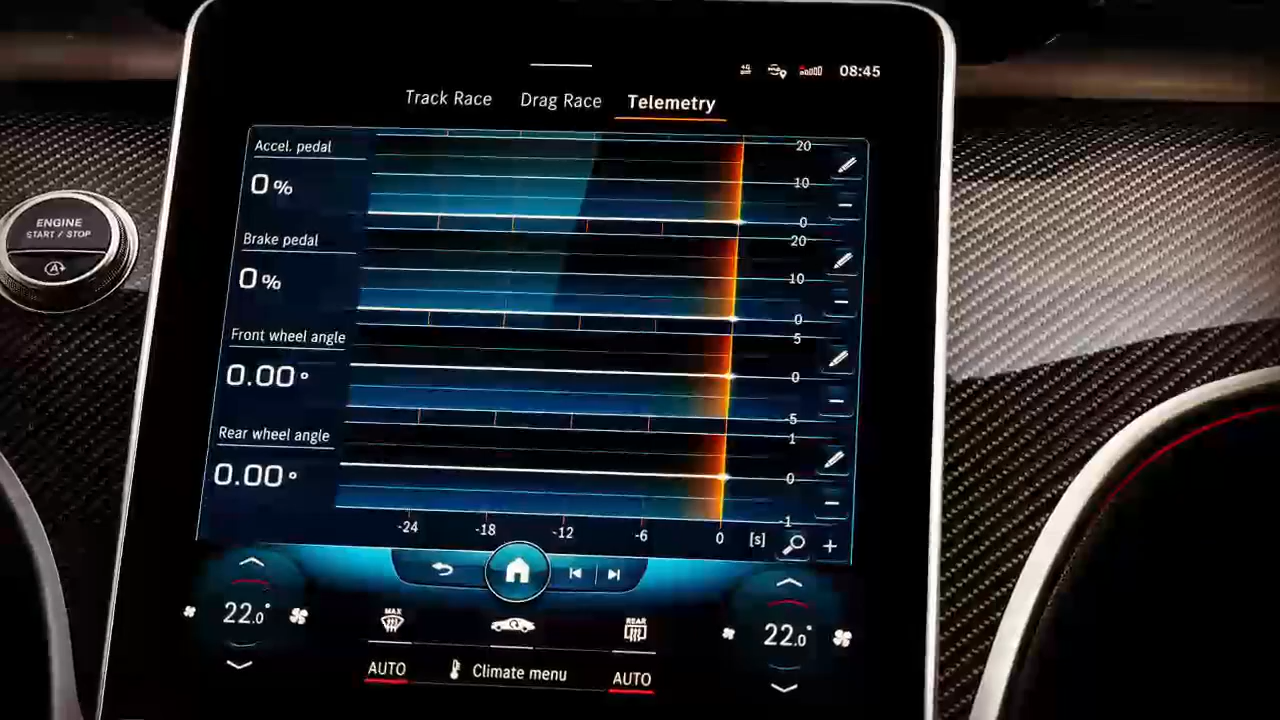 08:45
Track Race Drag Race Telemetry
Accel. pedal
0 %
20
10
0
Brake pedal
0 %
20
10
0
Front wheel angle
0.00°
5
0
-5
Rear wheel angle
0.00°
1
0
-1
-24 -18 -12 -6 0 [s]
ENGINE
START / STOP
A
22.0°
MAX
REAR
22.0°
AUTO Climate menu AUTO